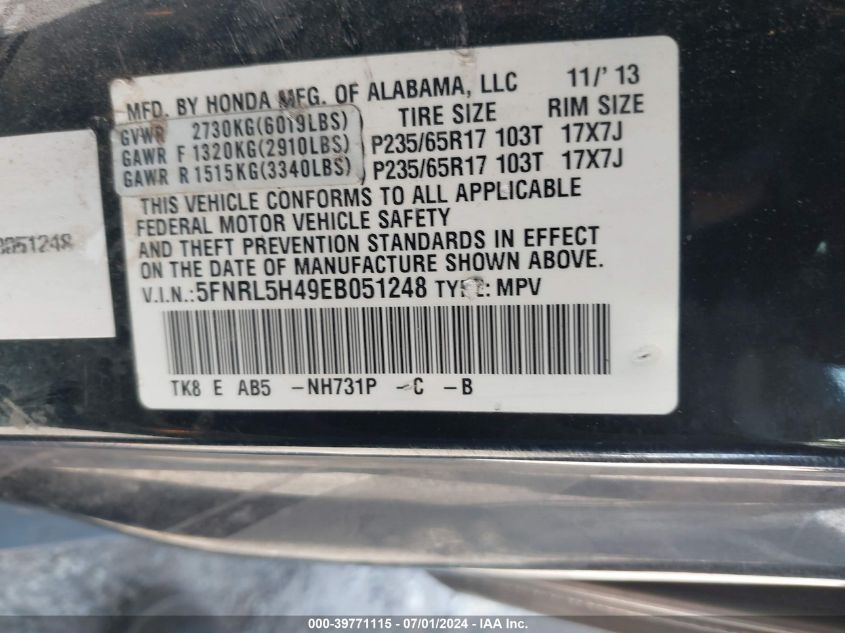 MFD. BY HONDA MFG. OF ALABAMA, LLC 11/' 13
TIRE SIZE RIM SIZE
GVWR 2730KG(6019LBS)
GAWR F 1320KG(2910LBS) P235/65R17 103T 17X7J
GAWR R 1515KG(3340LBS) P235/65R17 103T 17X7J
THIS VEHICLE CONFORMS TO ALL APPLICABLE
FEDERAL MOTOR VEHICLE SAFETY
AND THEFT PREVENTION STANDARDS IN EFFECT
ON THE DATE OF MANUFACTURE SHOWN ABOVE.
V.I.N.:5FNRL5H49EB051248 TYPE: MPV
TK8 E AB5 -NH731P -C -B
000-39771115 - 07/01/2024 - IAA Inc.